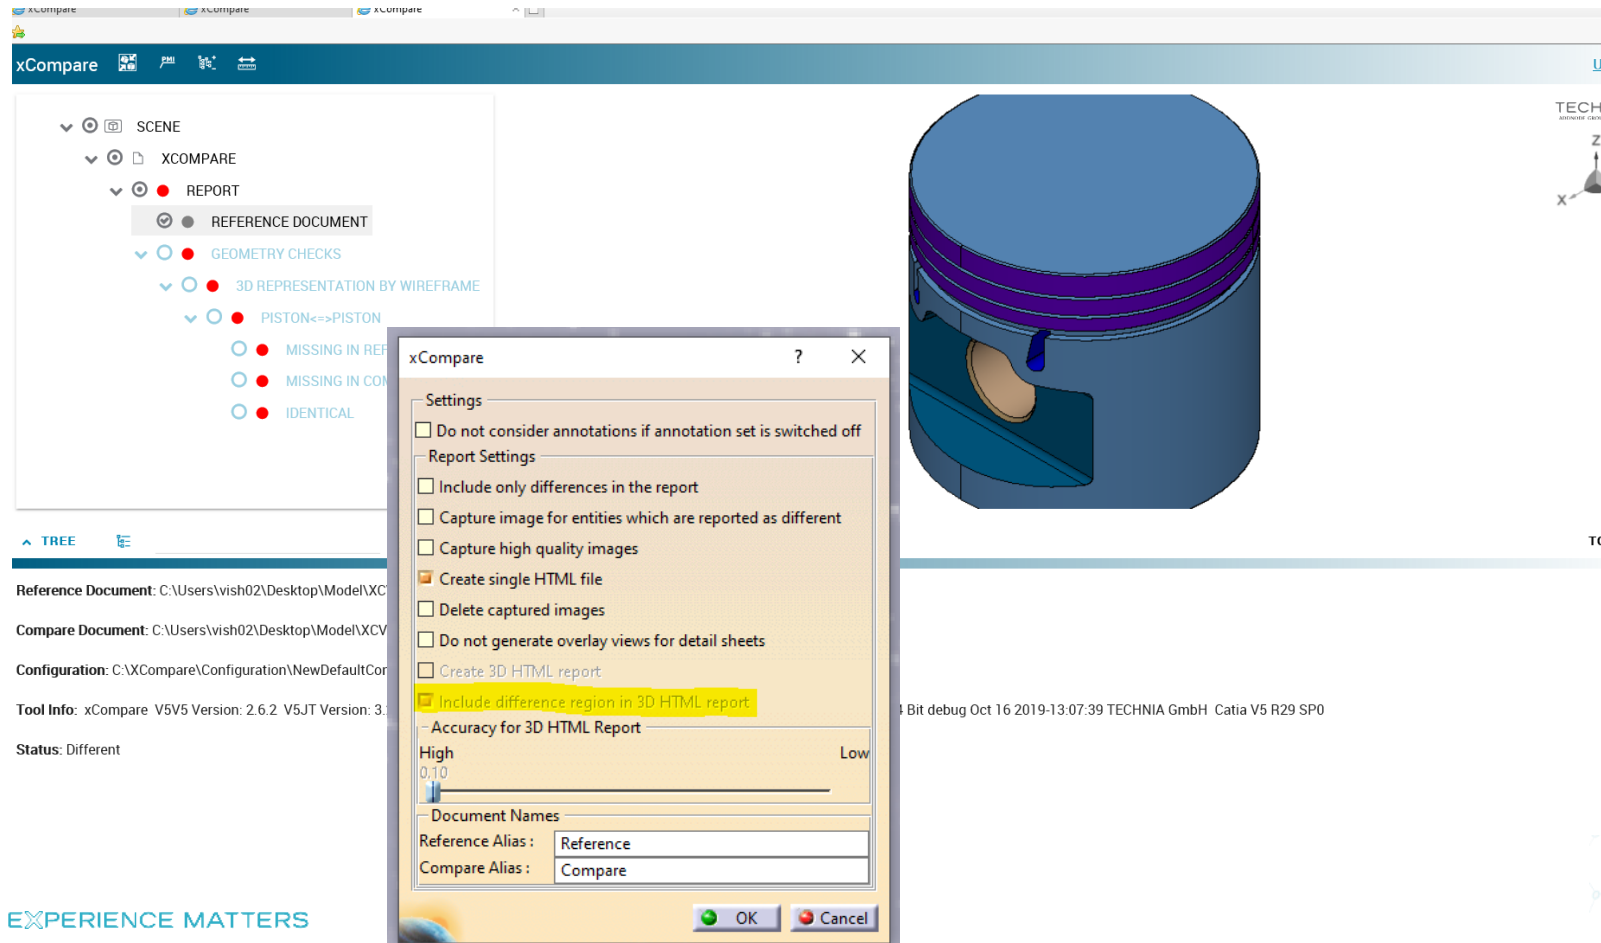 xCompare
xCompare
xCompare
xCompare
PMI
SCENE
XCOMPARE
REPORT
REFERENCE DOCUMENT
GEOMETRY CHECKS
3D REPRESENTATION BY WIREFRAME
PISTON<=>PISTON
MISSING IN REF
MISSING IN COM
IDENTICAL
TECH
Z
X
TREE
TO
Reference Document: C:\Users\vish02\Desktop\Model\XC
Compare Document: C:\Users\vish02\Desktop\Model\XCV
Configuration: C:\XCompare\Configuration\NewDefaultCon
Tool Info: xCompare V5V5 Version: 2.6.2 V5JT Version: 3.
Bit debug Oct 16 2019-13:07:39 TECHNIA GmbH Catia V5 R29 SP0
Status: Different
xCompare ?
Settings
Do not consider annotations if annotation set is switched off
Report Settings
Include only differences in the report
Capture image for entities which are reported as different
Capture high quality images
Create single HTML file
Delete captured images
Do not generate overlay views for detail sheets
Create 3D HTML report
Include difference region in 3D HTML report
Accuracy for 3D HTML Report
High Low
0.10
Document Names
Reference Alias : Reference
Compare Alias : Compare
OK Cancel
EXPERIENCE MATTERS